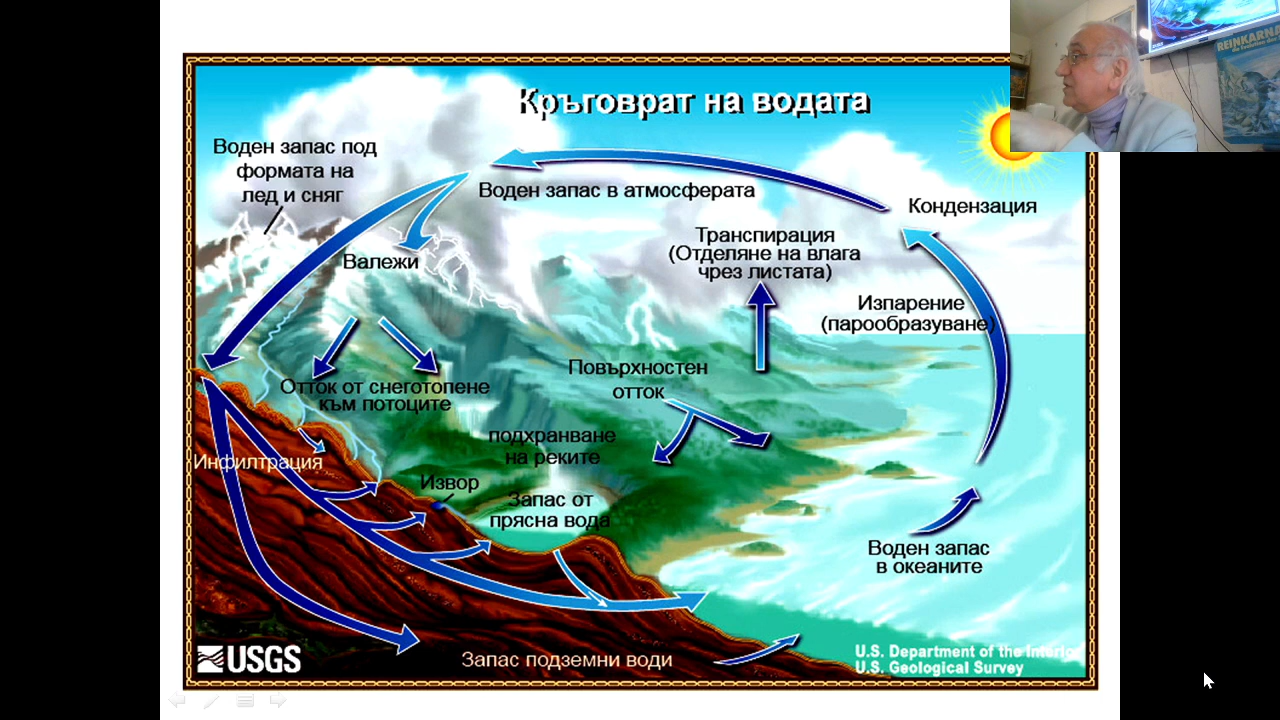 Кръговрат на водата
Воден запас под
формата на
лед и сняг
Воден запас в атмосферата
Кондензация
Валежи
Транспирация
(Отделяне на влага
чрез листата)
Изпарение
(парообразуване)
Отток от снеготопене
към потоците
Повърхностен
отток
подхранване
на реките
Инфилтрация
Извор
Запас от
прясна вода
Воден запас
в океаните
Запас подземни води
USGS
U.S. Department of the Interior
U.S. Geological Survey
REINKARNA